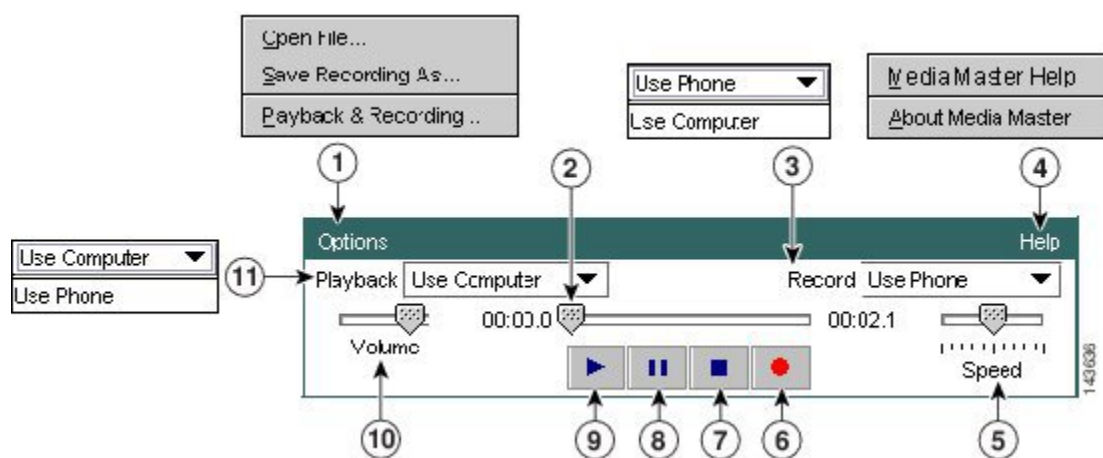 Open File...
Save Recording As...
Playback & Recording ..
Use Phone
Use Computer
Media Master Help
About Media Master
1
2
3
4
Options
Help
Use Computer
Use Phone
11
Playback Use Computer
Record Use Phone
00:00.0
00:02.1
Volume
Speed
10
9
8
7
6
5
143636